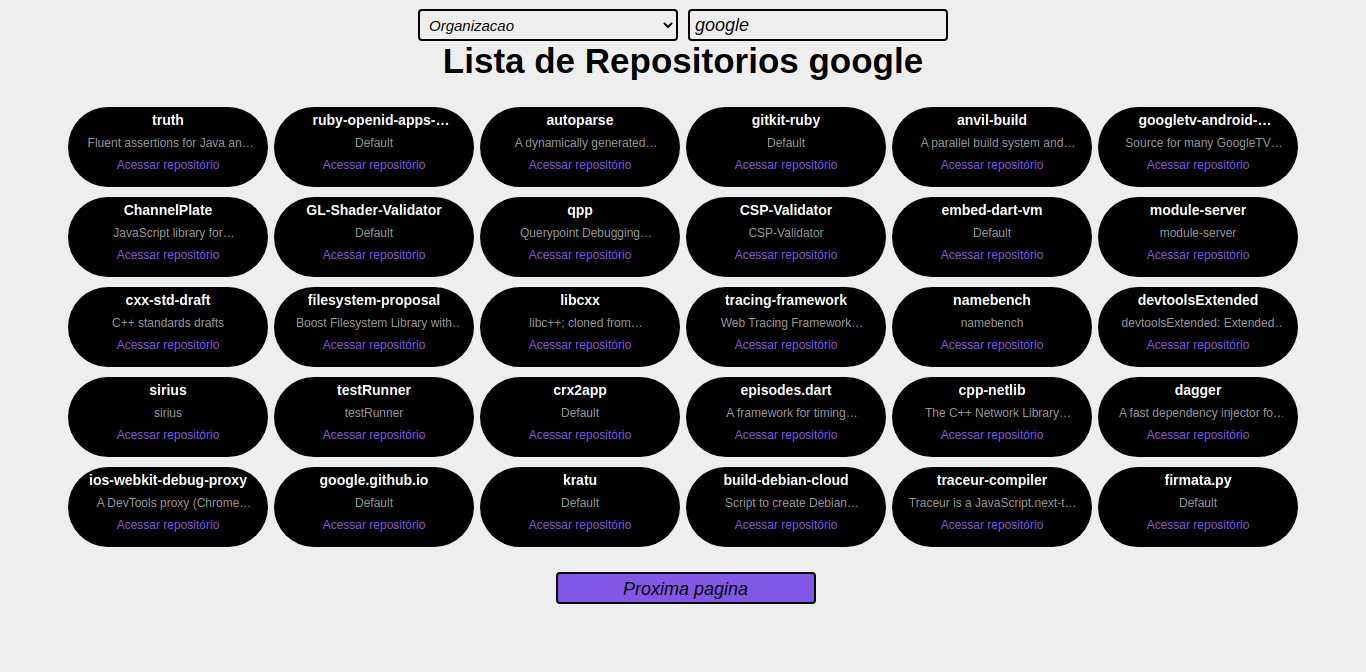 Organizacao google
Lista de Repositorios google
truth ruby-openid-apps-… autoparse gitkit-ruby anvil-build googletv-android-…
Fluent assertions for Java an… Default A dynamically generated… Default A parallel build system and… Source for many GoogleTV…
Acessar repositório Acessar repositório Acessar repositório Acessar repositório Acessar repositório Acessar repositório
ChannelPlate GL-Shader-Validator qpp CSP-Validator embed-dart-vm module-server
JavaScript library for… Default Querypoint Debugging… CSP-Validator Default module-server
Acessar repositório Acessar repositório Acessar repositório Acessar repositório Acessar repositório Acessar repositório
cxx-std-draft filesystem-proposal libcxx tracing-framework namebench devtoolsExtended
C++ standards drafts Boost Filesystem Library with.. libc++; cloned from… Web Tracing Framework… namebench devtoolsExtended: Extended..
Acessar repositório Acessar repositório Acessar repositório Acessar repositório Acessar repositório Acessar repositório
sirius testRunner crx2app episodes.dart cpp-netlib dagger
sirius testRunner Default A framework for timing… The C++ Network Library… A fast dependency injector fo…
Acessar repositório Acessar repositório Acessar repositório Acessar repositório Acessar repositório Acessar repositório
ios-webkit-debug-proxy google.github.io kratu build-debian-cloud traceur-compiler firmata.py
A DevTools proxy (Chrome… Default Default Script to create Debian… Traceur is a JavaScript.next-t… Default
Acessar repositório Acessar repositório Acessar repositório Acessar repositório Acessar repositório Acessar repositório
Proxima pagina